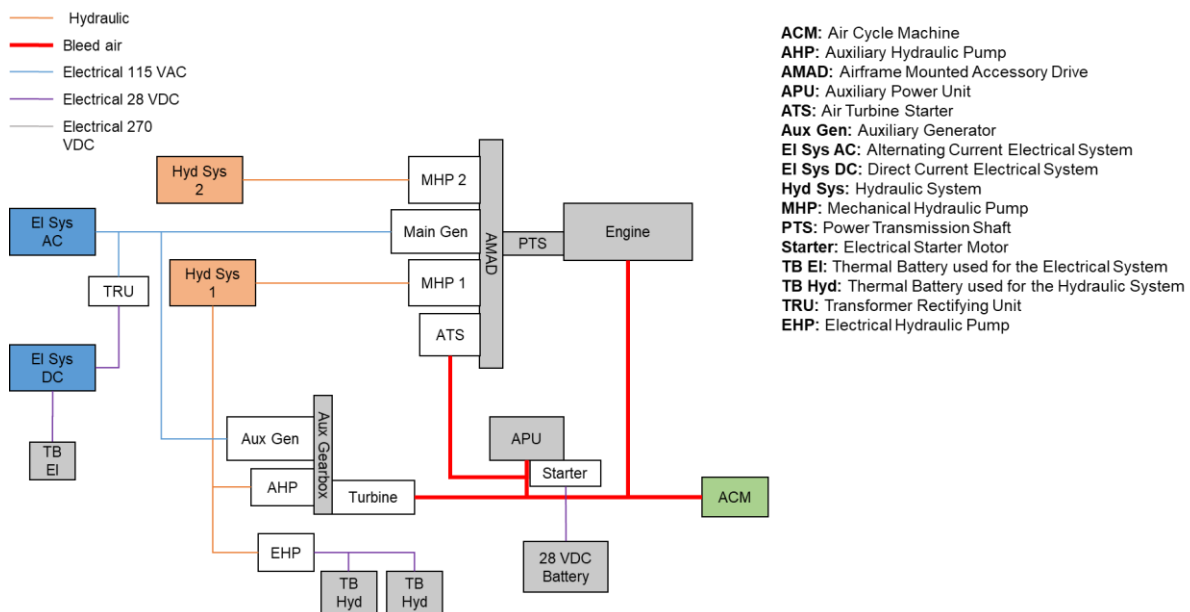 Hydraulic
Bleed air
Electrical 115 VAC
Electrical 28 VDC
Electrical 270
VDC
ACM: Air Cycle Machine
AHP: Auxiliary Hydraulic Pump
AMAD: Airframe Mounted Accessory Drive
APU: Auxiliary Power Unit
ATS: Air Turbine Starter
Aux Gen: Auxiliary Generator
El Sys AC: Alternating Current Electrical System
El Sys DC: Direct Current Electrical System
Hyd Sys: Hydraulic System
MHP: Mechanical Hydraulic Pump
PTS: Power Transmission Shaft
Starter: Electrical Starter Motor
TB El: Thermal Battery used for the Electrical System
TB Hyd: Thermal Battery used for the Hydraulic System
TRU: Transformer Rectifying Unit
EHP: Electrical Hydraulic Pump
Hyd Sys
2
MHP 2
El Sys
AC
Main Gen
AMAD
PTS
Engine
Hyd Sys
1
MHP 1
TRU
ATS
El Sys
DC
Aux Gen
Aux Gearbox
APU
TB
El
Starter
AHP
Turbine
ACM
EHP
28 VDC
Battery
TB
Hyd
TB
Hyd